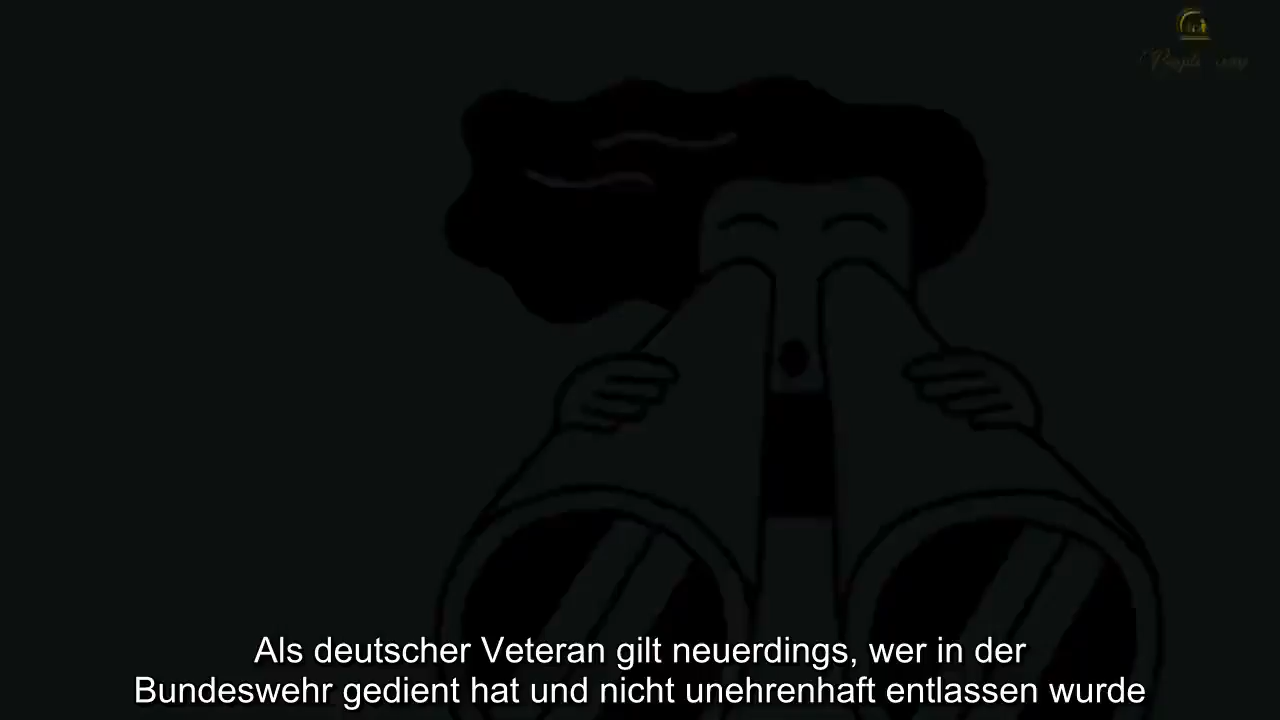 Als deutscher Veteran gilt neuerdings, wer in der
Bundeswehr gedient hat und nicht unehrenhaft entlassen wurde